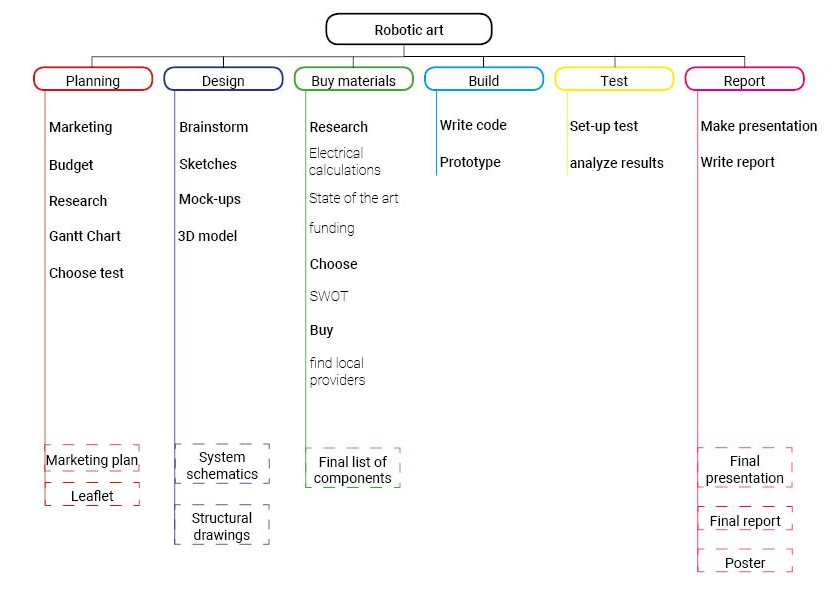 Robotic art
Planning
Design
Buy materials
Build
Test
Report
Marketing
Budget
Research
Gantt Chart
Choose test
Marketing plan
Leaflet
Brainstorm
Sketches
Mock-ups
3D model
System
schematics
Structural
drawings
Research
Electrical
calculations
State of the art
funding
Choose
SWOT
Buy
find local
providers
Final list of
components
Write code
Prototype
Set-up test
analyze results
Make presentation
Write report
Final
presentation
Final report
Poster